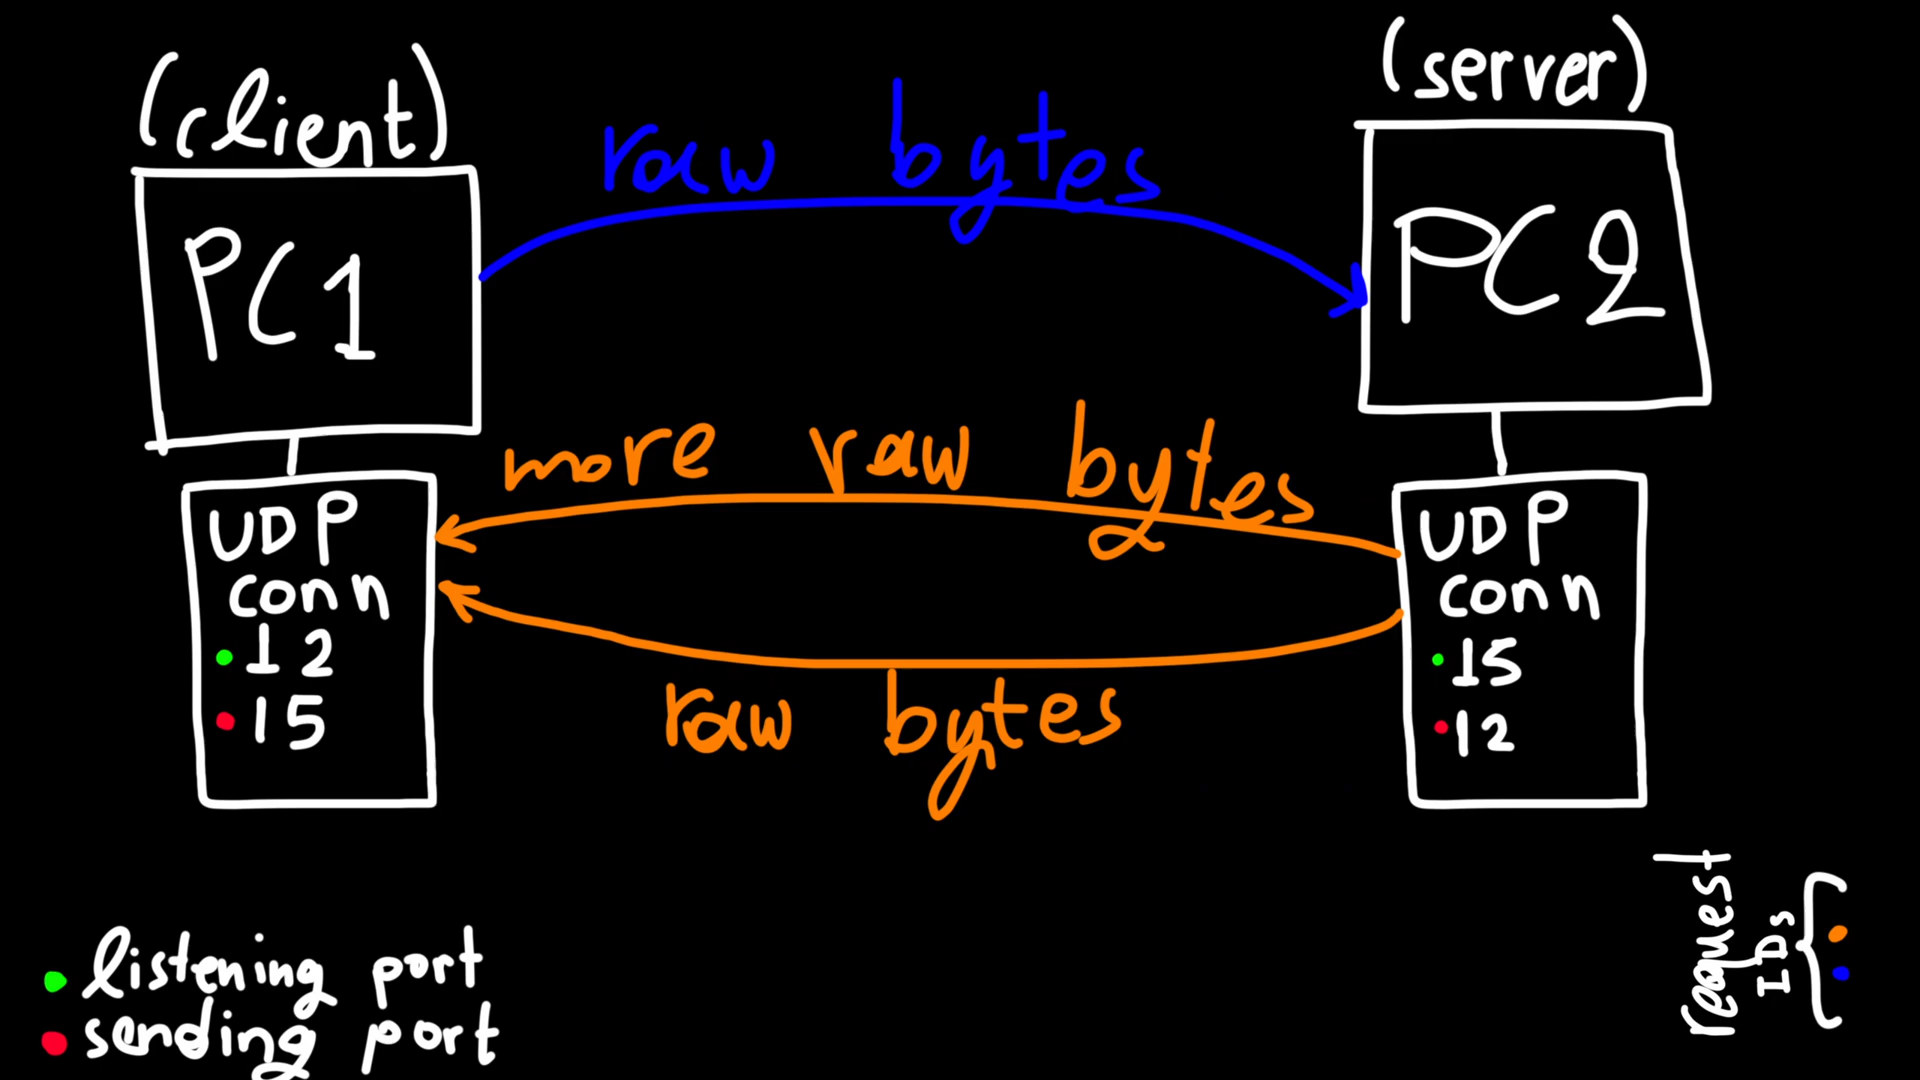 (client)
(server)
raw bytes
PC1
PC2
more raw bytes
UDP
conn
12
15
UDP
conn
15
12
raw bytes
listening port
sending port
request
IDs